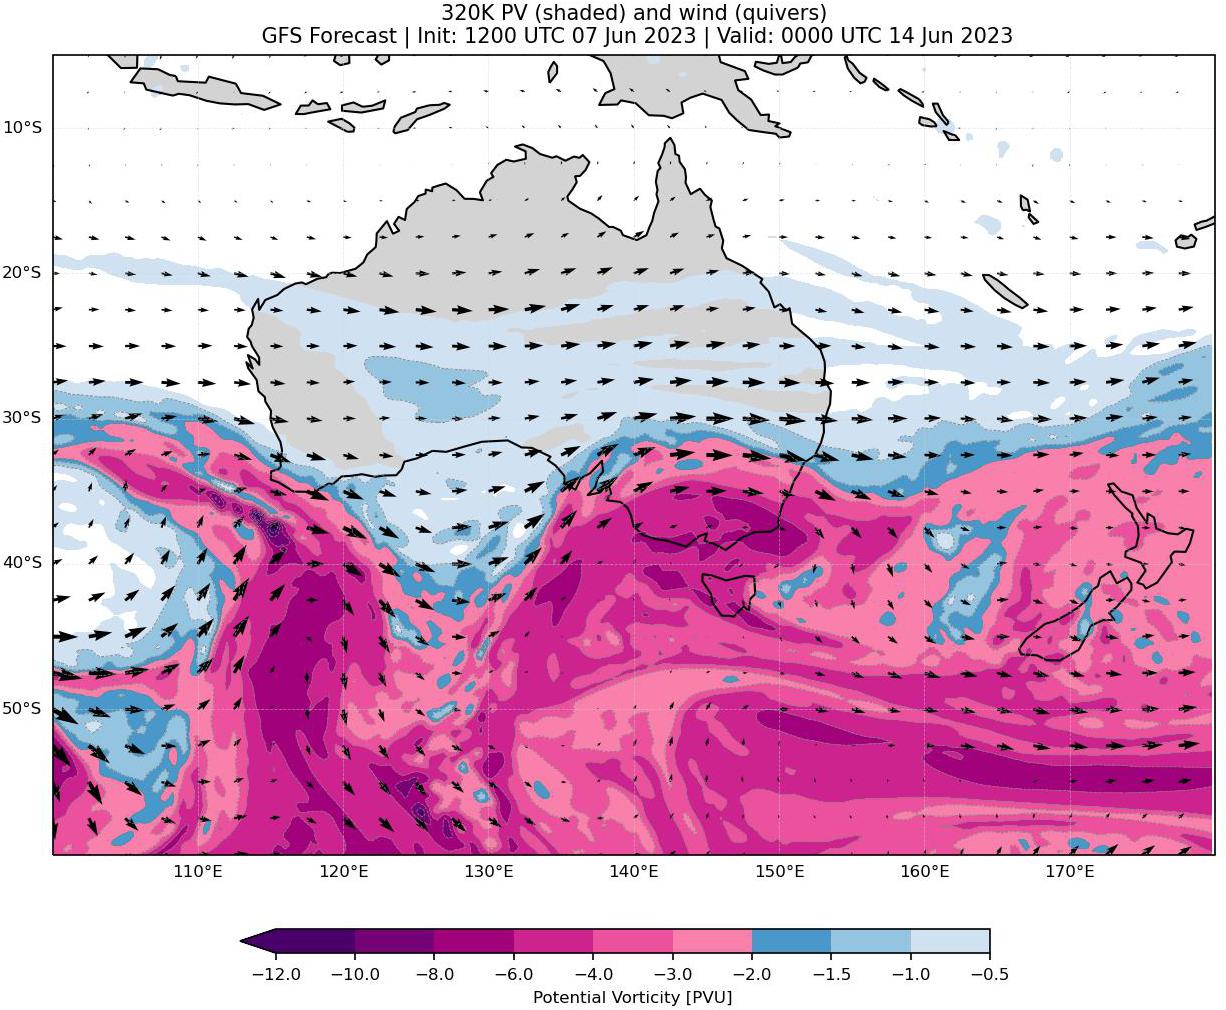 320K PV (shaded) and wind (quivers)
GFS Forecast | Init: 1200 UTC 07 Jun 2023 | Valid: 0000 UTC 14 Jun 2023
10°S
20°S
30°S
40°S
50°S
110°E 120°E 130°E 140°E 150°E 160°E 170°E
−12.0 −10.0 −8.0 −6.0 −4.0 −3.0 −2.0 −1.5 −1.0 −0.5
Potential Vorticity [PVU]